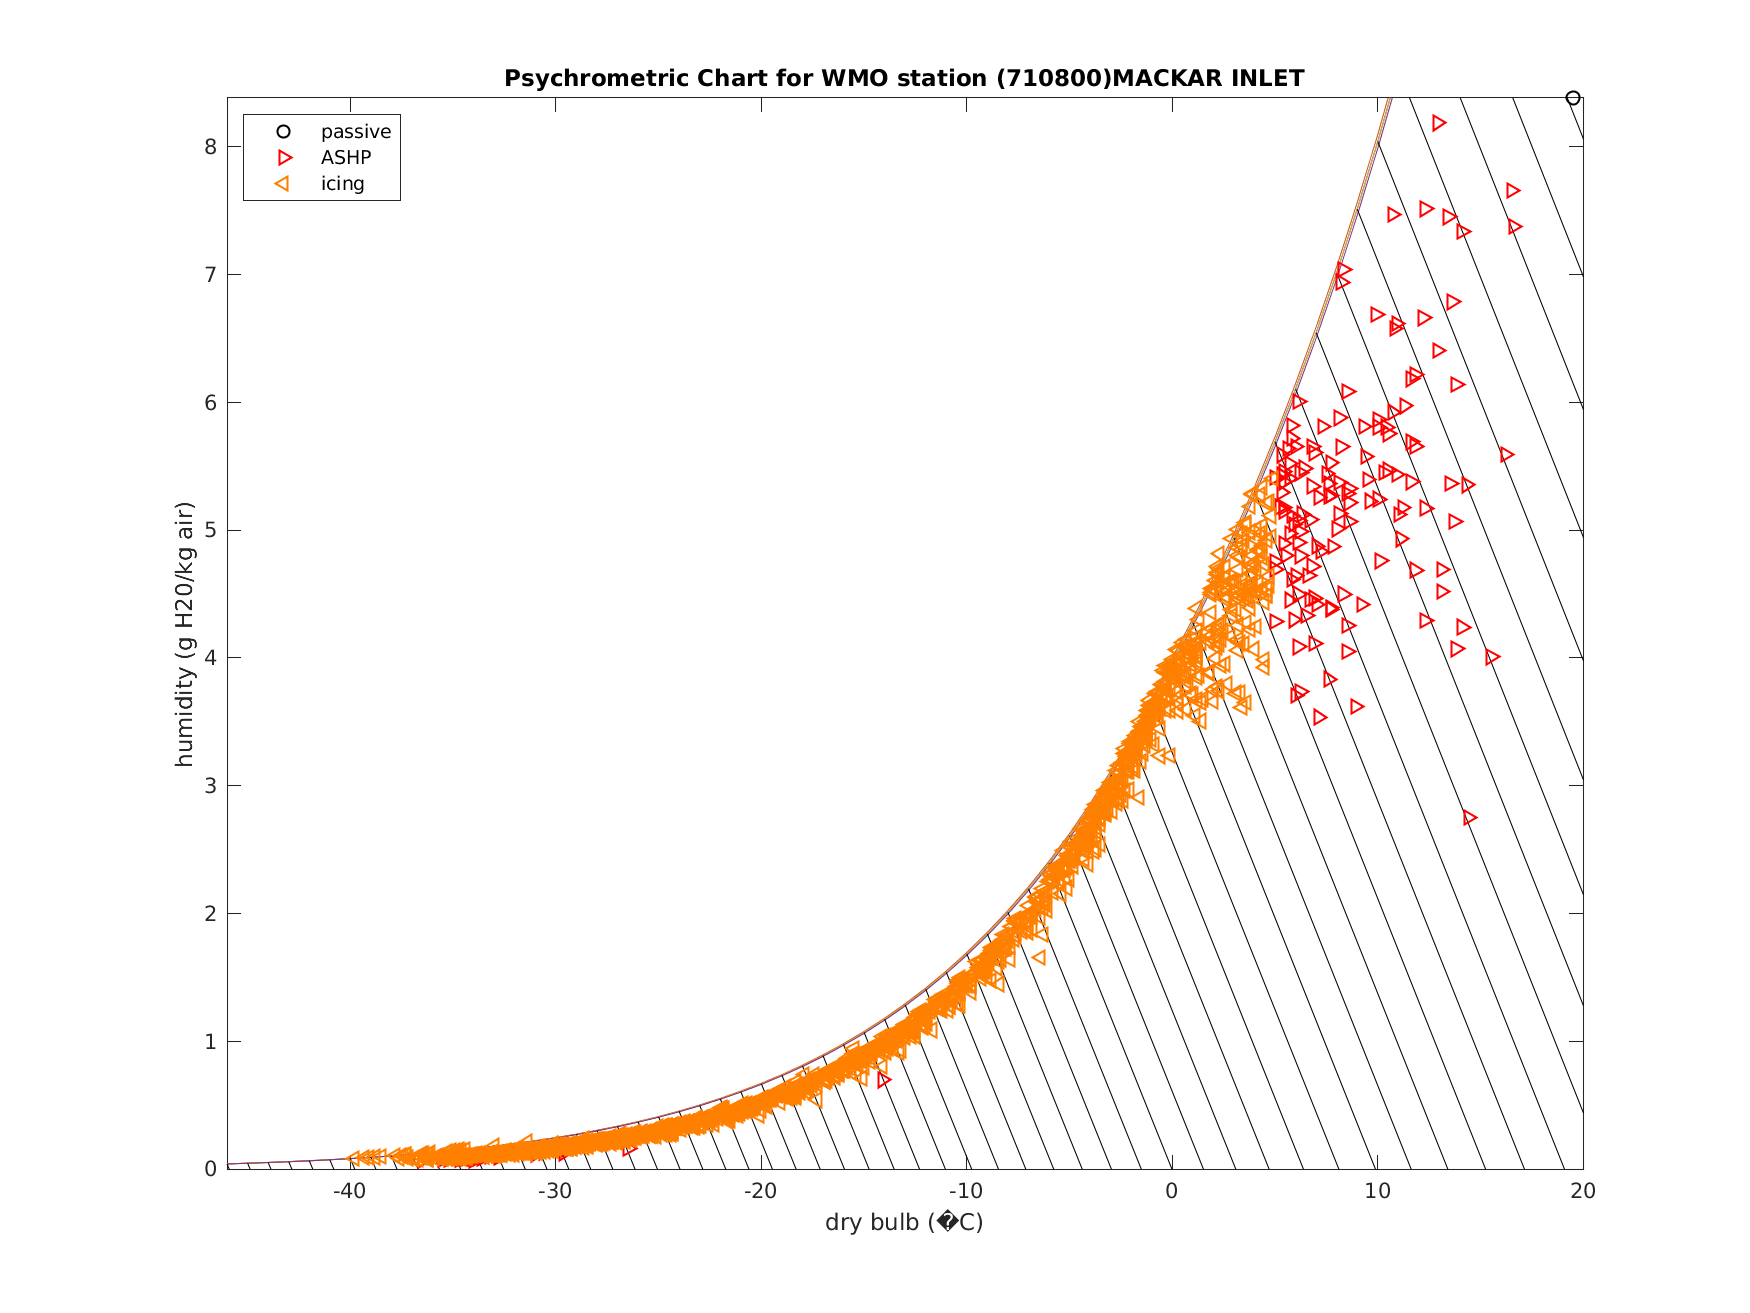 Psychrometric Chart for WMO station (710800)MACKAR INLET
passive
ASHP
icing
humidity (g H20/kg air)
8
7
6
5
4
3
2
1
0
-40 -30 -20 -10 0 10 20
dry bulb (�C)